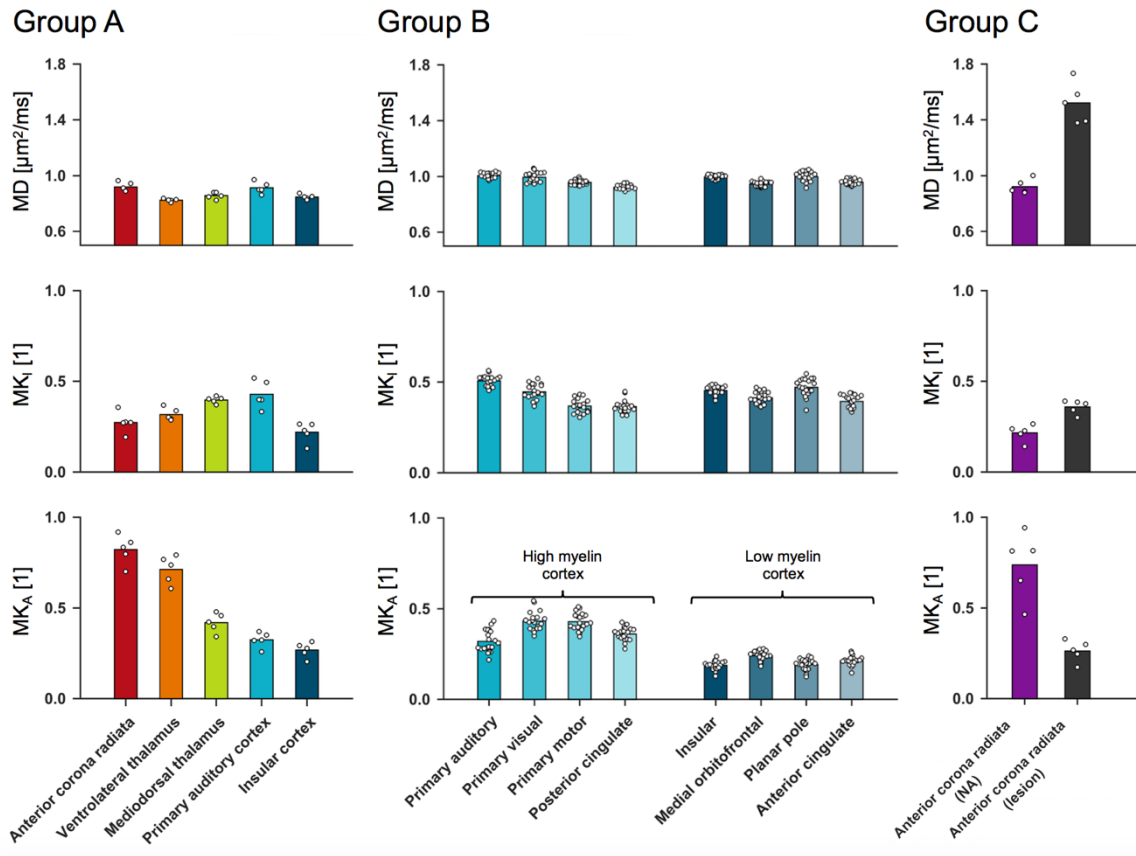 Group A
Group B
Group C
MD [µm²/ms]
1.8
1.4
1.0
0.6
MD [µm²/ms]
1.8
1.4
1.0
0.6
MD [µm²/ms]
1.8
1.4
1.0
0.6
MKI [1]
1.0
0.5
0.0
MKI [1]
1.0
0.5
0.0
MKI [1]
1.0
0.5
0.0
MKA [1]
1.0
0.5
0.0
MKA [1]
1.0
0.5
0.0
High myelin
cortex
Low myelin
cortex
MKA [1]
1.0
0.5
0.0
Anterior corona radiata
Ventrolateral thalamus
Mediodorsal thalamus
Primary auditory cortex
Insular cortex
Primary auditory
Primary visual
Primary motor
Posterior cingulate
Insular
Medial orbitofrontal
Planar pole
Anterior cingulate
Anterior corona radiata
(NA)
Anterior corona radiata
(lesion)